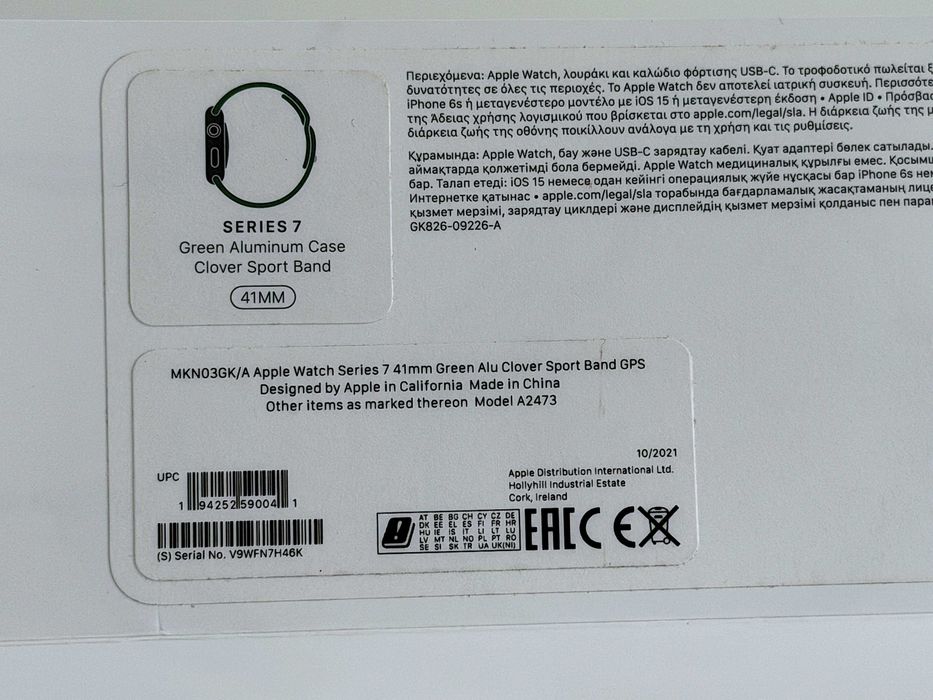 SERIES 7
Green Aluminum Case
Clover Sport Band
41MM
Περιεχόμενα: Apple Watch, λουράκι και καλώδιο φόρτισης USB-C. Το τροφοδοτικό πωλείται
δυνατότητες σε όλες τις περιοχές. Το Apple Watch δεν αποτελεί ιατρική συσκευή.
iPhone 6s ή μεταγενέστερο μοντέλο με iOS 15 ή μεταγενέστερη έκδοση • Apple ID •
της Άδειας χρήσης λογισμικού που βρίσκεται στο apple.com/legal/sla. Η διάρκεια ζωής της
διάρκεια ζωής της οθόνης ποικίλλουν ανάλογα με τη χρήση και τις ρυθμίσεις.
Құрамында: Apple Watch, бау және USB-C зарядтау кабелі. Қуат адаптері бөлек сатылады.
аймақтарда қолжетімді бола бермейді. Apple Watch медициналық құрылғы емес.
бар. Талап етеді: iOS 15 немесе одан кейінгі операциялық жүйе нұсқасы бар iPhone 6s
Интернетке қатынас • apple.com/legal/sla торабында бағдарламалық жасақтаманың
қызмет мерзімі, зарядтау циклдері және дисплейдің қызмет мерзімі қолданыс пен
GK826-09226-A
MKN03GK/A Apple Watch Series 7 41mm Green Alu Clover Sport Band GPS
Designed by Apple in California Made in China
Other items as marked thereon Model A2473
10/2021
Apple Distribution International Ltd.
Hollyhill Industrial Estate
Cork, Ireland
UPC
1 94252 59004 1
(S) Serial No. V9WFN7H46K
AT BE BG CH CY CZ DE
DK EE EL ES FI FR HR
HU IE IS IT LI LT LU
LV MT NL NO PL PT RO
SE SI SK TR UA UK(NI)
EAC CE